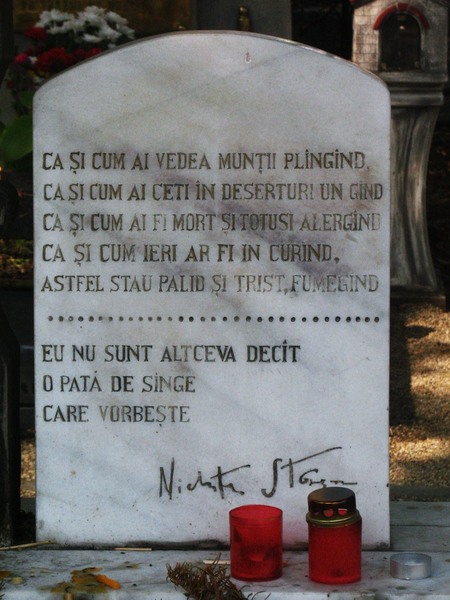 CA ȘI CUM AI VEDEA MUNȚII PLÎNGÎND,
CA ȘI CUM AI CETI ÎN DEȘERTURI UN GÎND
CA ȘI CUM AI FI MORT ȘI TOTUSI ALERGÎND
CA ȘI CUM IERI AR FI IN CURÎND,
ASTFEL STAU PALID ȘI TRIST, FUMEGÎND
EU NU SUNT ALTCEVA DECÎT
O PATĂ DE SÎNGE
CARE VORBEȘTE
Nichita Stănescu